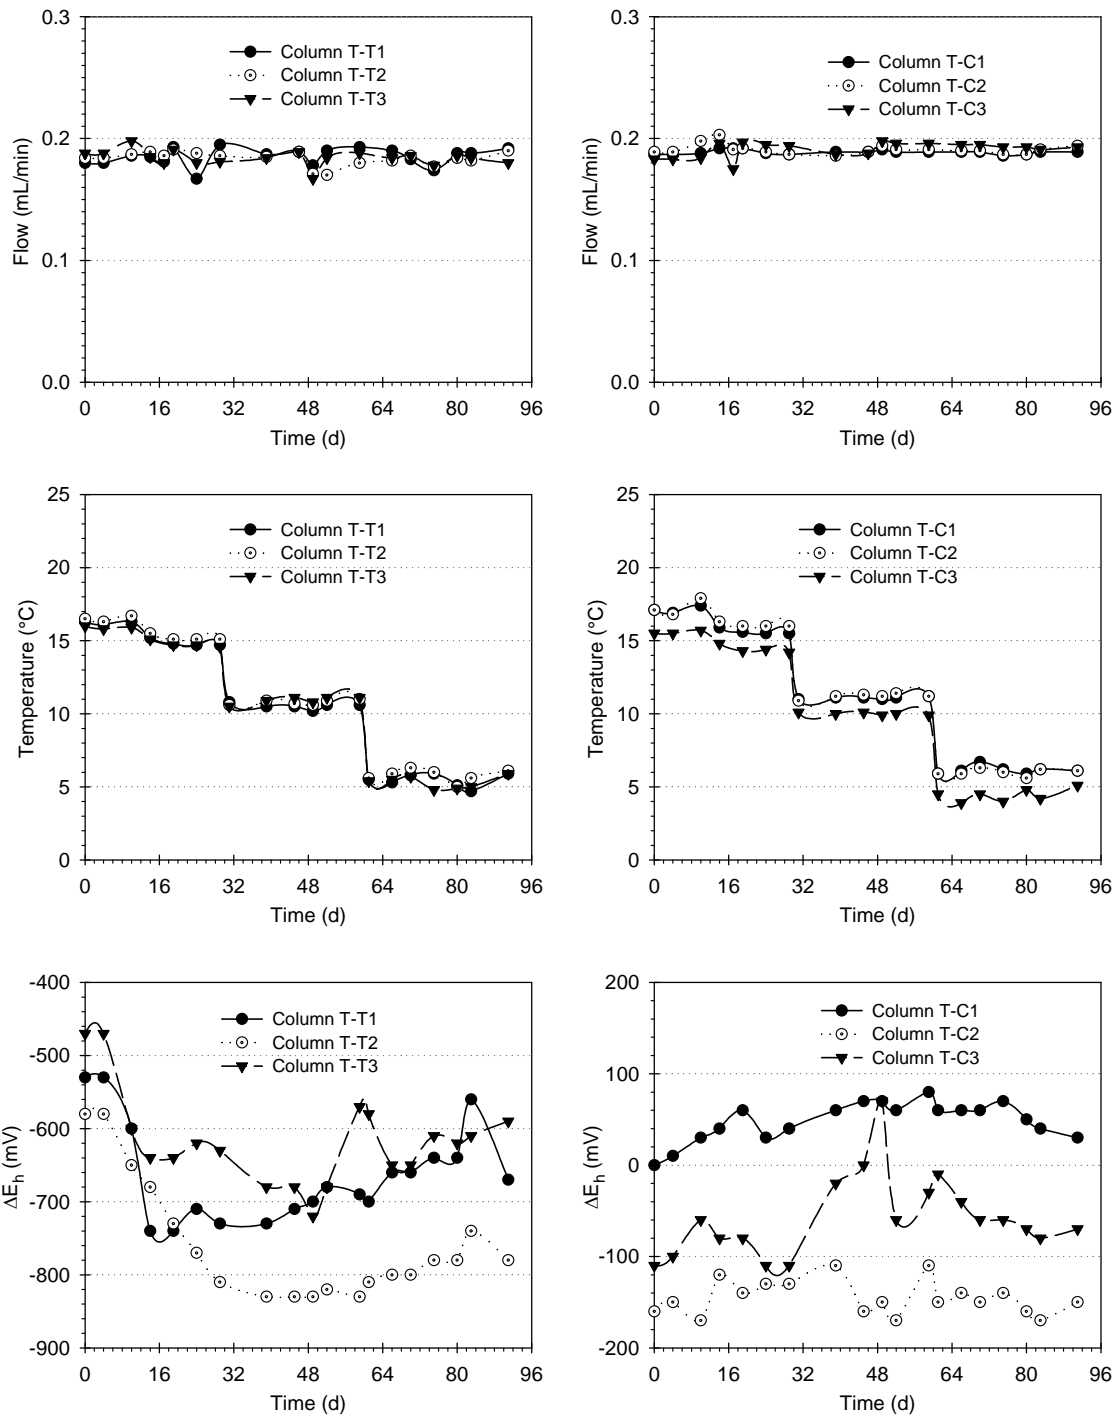 0.3
0.2
0.1
0.0
Flow (mL/min)
Column T-T1
Column T-T2
Column T-T3
0 16 32 48 64 80 96
Time (d)
0.3
0.2
0.1
0.0
Flow (mL/min)
Column T-C1
Column T-C2
Column T-C3
0 16 32 48 64 80 96
Time (d)
25
20
15
10
5
0
Temperature (°C)
Column T-T1
Column T-T2
Column T-T3
0 16 32 48 64 80 96
Time (d)
25
20
15
10
5
0
Temperature (°C)
Column T-C1
Column T-C2
Column T-C3
0 16 32 48 64 80 96
Time (d)
-400
-500
-600
-700
-800
-900
ΔEh (mV)
Column T-T1
Column T-T2
Column T-T3
0 16 32 48 64 80 96
Time (d)
200
100
0
-100
-200
ΔEh (mV)
Column T-C1
Column T-C2
Column T-C3
0 16 32 48 64 80 96
Time (d)